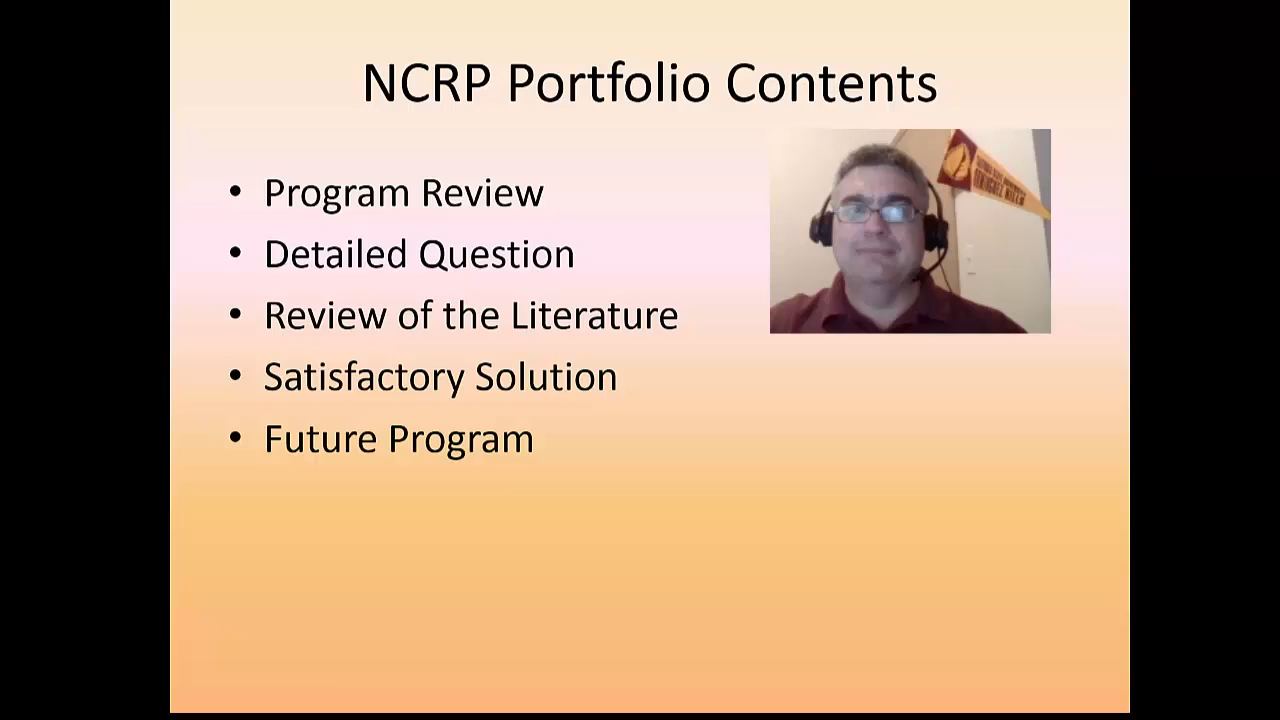 NCRP Portfolio Contents
• Program Review
• Detailed Question
• Review of the Literature
• Satisfactory Solution
• Future Program